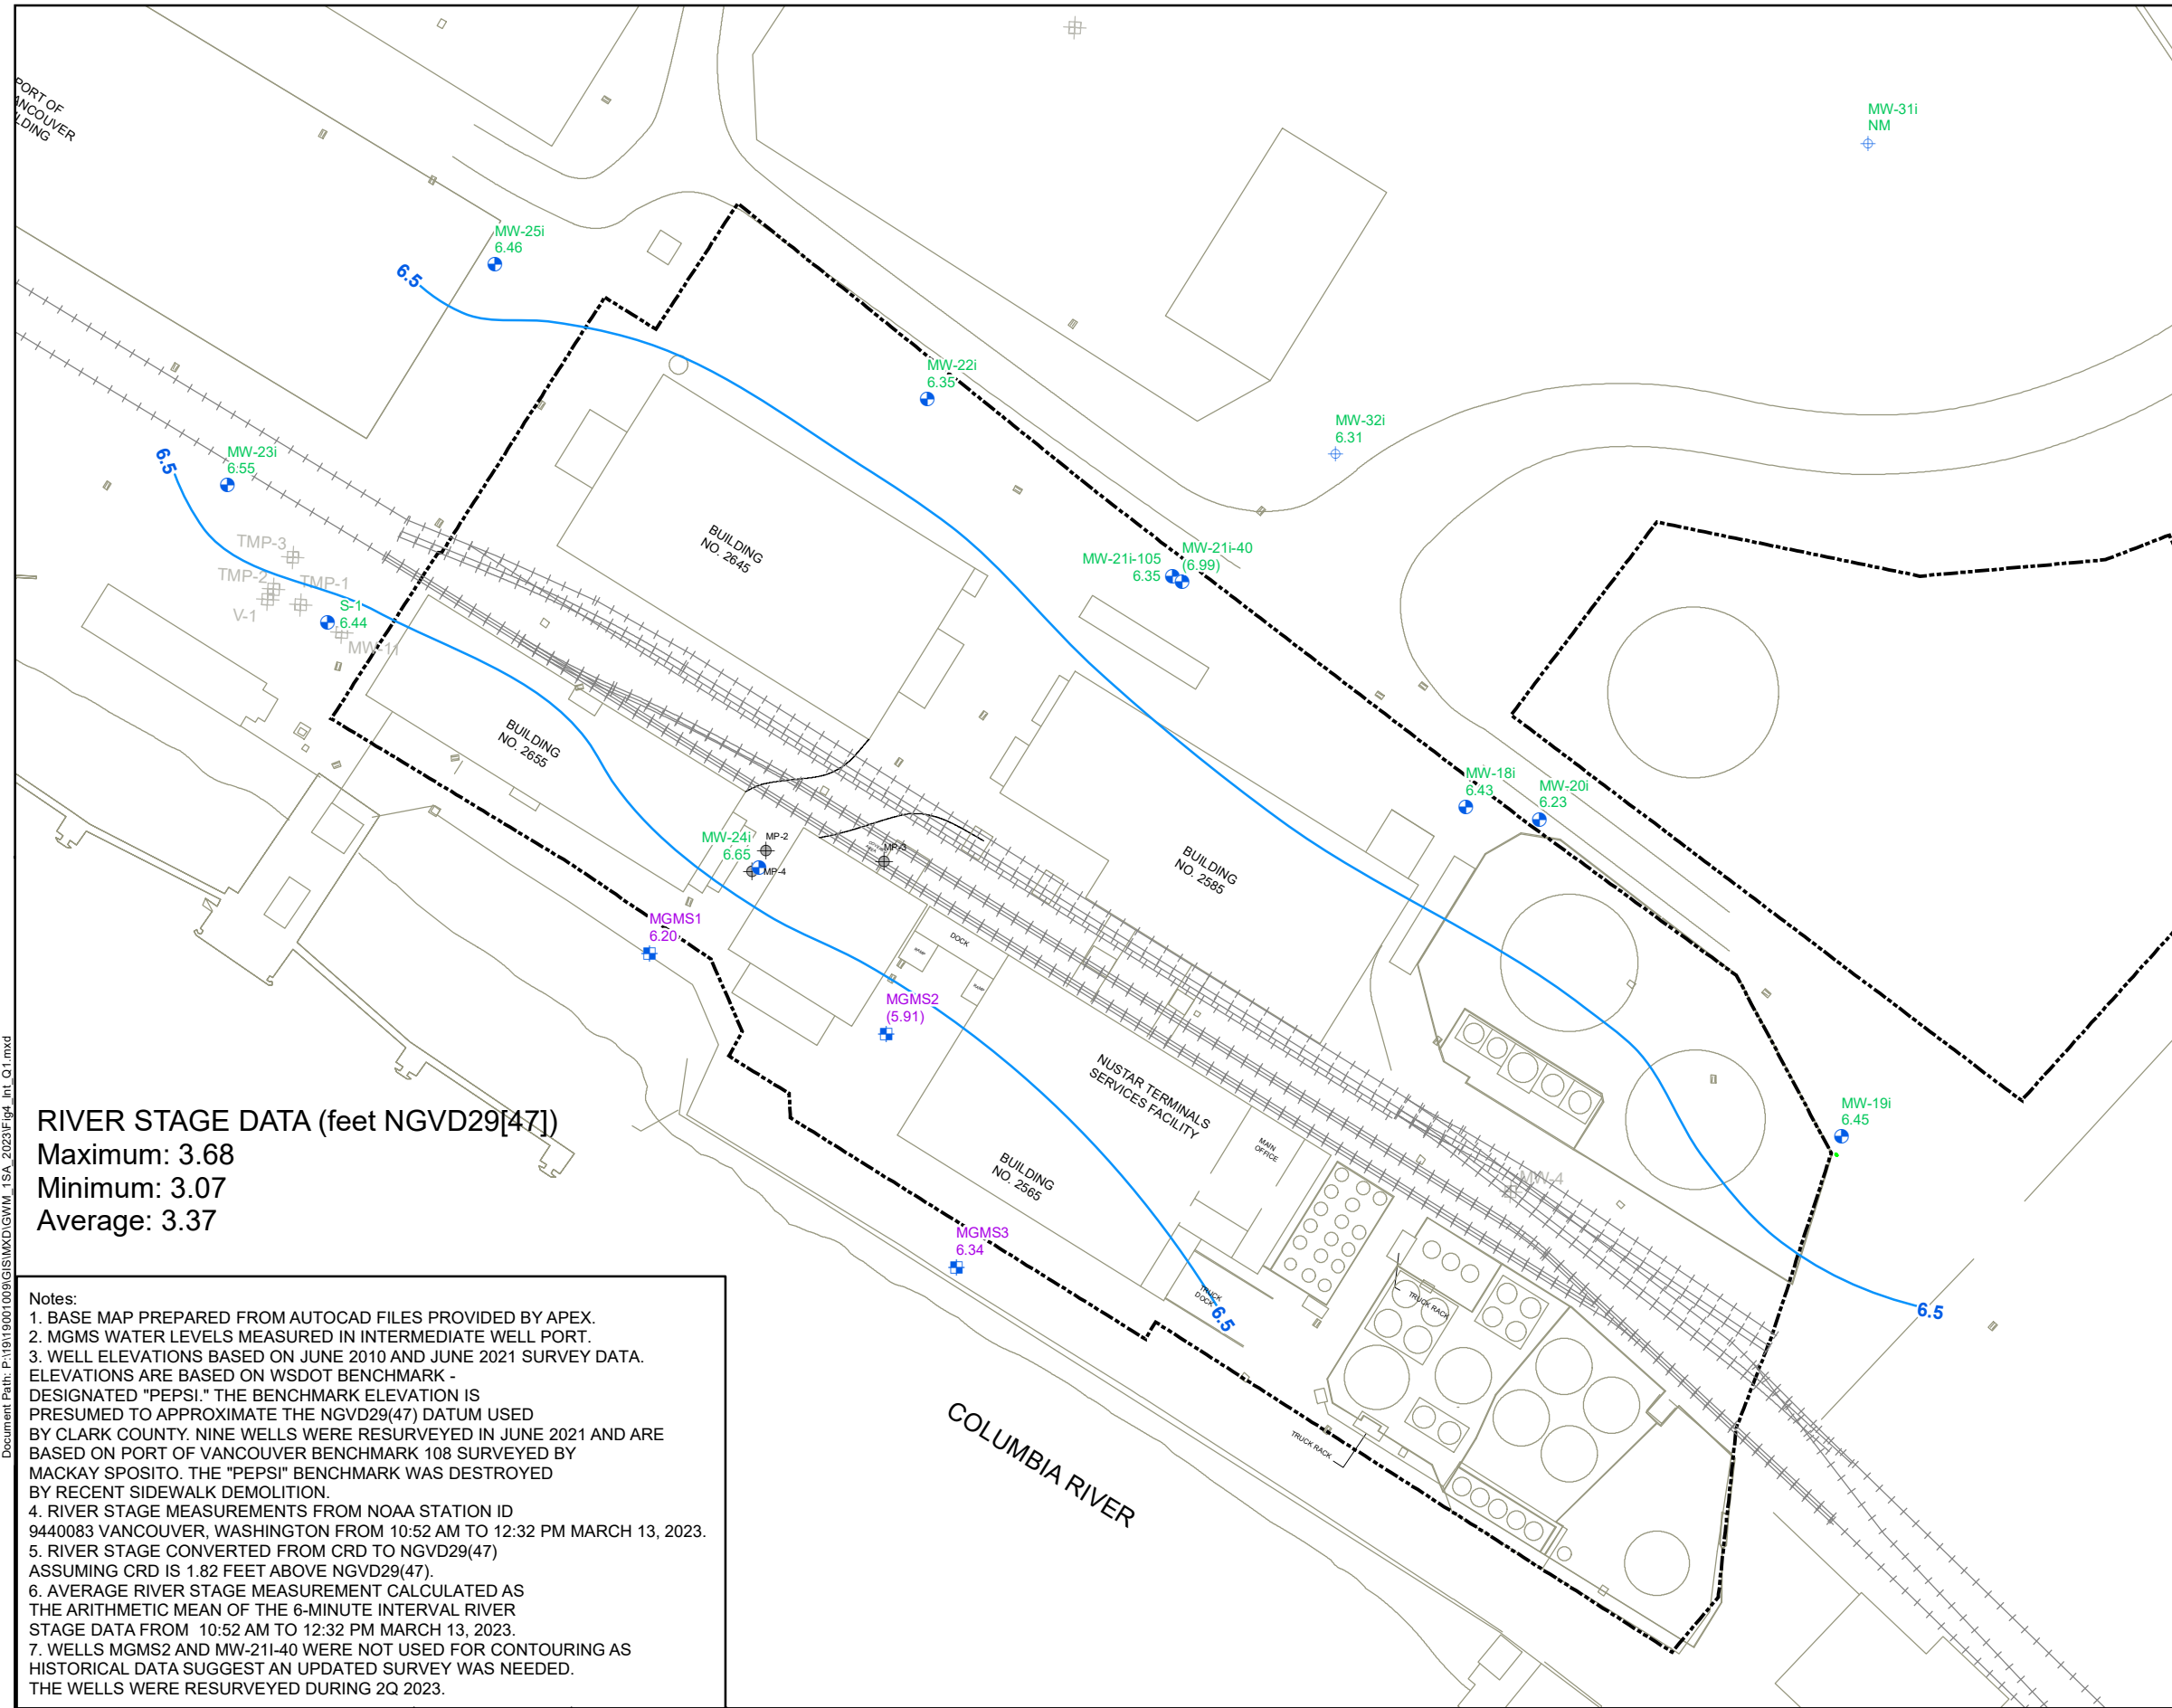 PORT OF
ANCOUVER
LDING
MW-31i
NM
MW-25i
6.46
6.5
MW-22i
6.35
MW-32i
6.31
MW-23i
6.55
6.5
TMP-3
TMP-2
TMP-1
V-1
S-1
6.44
MW-11
BUILDING
NO. 2645
MW-21i-105
6.35
MW-21i-40
(6.99)
BUILDING
NO. 2655
MW-18i
6.43
MW-20i
6.23
MW-24i
6.65
MP-2
MP-3
MP-4
BUILDING
NO. 2585
MGMS1
6.20
DOCK
MGMS2
(5.91)
NUSTAR TERMINALS
SERVICES FACILITY
MAIN
OFFICE
MW-19i
6.45
MW-4
BUILDING
NO. 2565
MGMS3
6.34
TRUCK
DOCK
6.5
TRUCK RACK
6.5
TRUCK RACK
COLUMBIA RIVER
RIVER STAGE DATA (feet NGVD29[47])
Maximum: 3.68
Minimum: 3.07
Average: 3.37
Notes:
1. BASE MAP PREPARED FROM AUTOCAD FILES PROVIDED BY APEX.
2. MGMS WATER LEVELS MEASURED IN INTERMEDIATE WELL PORT.
3. WELL ELEVATIONS BASED ON JUNE 2010 AND JUNE 2021 SURVEY DATA.
ELEVATIONS ARE BASED ON WSDOT BENCHMARK -
DESIGNATED "PEPSI." THE BENCHMARK ELEVATION IS
PRESUMED TO APPROXIMATE THE NGVD29(47) DATUM USED
BY CLARK COUNTY. NINE WELLS WERE RESURVEYED IN JUNE 2021 AND ARE
BASED ON PORT OF VANCOUVER BENCHMARK 108 SURVEYED BY
MACKAY SPOSITO. THE "PEPSI" BENCHMARK WAS DESTROYED
BY RECENT SIDEWALK DEMOLITION.
4. RIVER STAGE MEASUREMENTS FROM NOAA STATION ID
9440083 VANCOUVER, WASHINGTON FROM 10:52 AM TO 12:32 PM MARCH 13, 2023.
5. RIVER STAGE CONVERTED FROM CRD TO NGVD29(47)
ASSUMING CRD IS 1.82 FEET ABOVE NGVD29(47).
6. AVERAGE RIVER STAGE MEASUREMENT CALCULATED AS
THE ARITHMETIC MEAN OF THE 6-MINUTE INTERVAL RIVER
STAGE DATA FROM 10:52 AM TO 12:32 PM MARCH 13, 2023.
7. WELLS MGMS2 AND MW-21I-40 WERE NOT USED FOR CONTOURING AS
HISTORICAL DATA SUGGEST AN UPDATED SURVEY WAS NEEDED.
THE WELLS WERE RESURVEYED DURING 2Q 2023.
Document Path: P:\19\19001009\GIS\MXD\GWM_1SA_2023\Fig4_Int_Q1.mxd